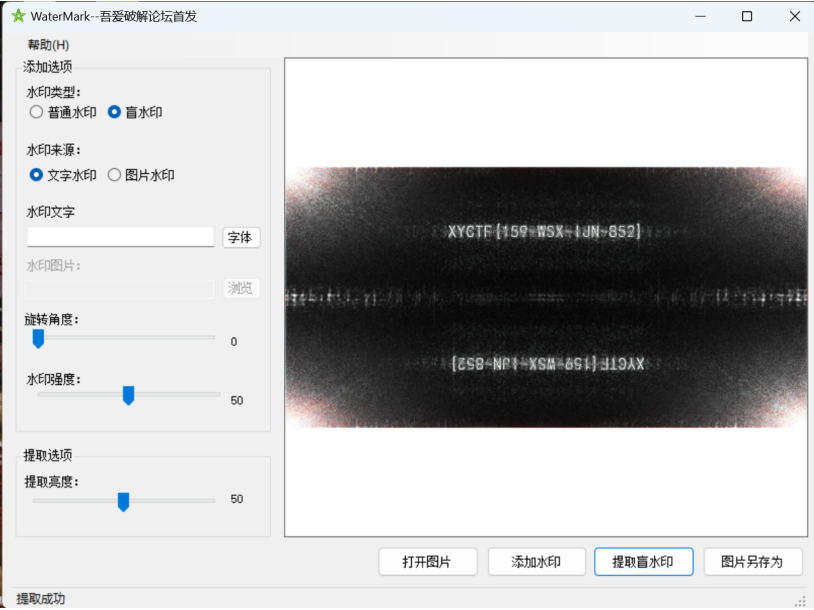 WaterMark--吾爱破解论坛首发
帮助(H)
添加选项
水印类型：
普通水印 盲水印
水印来源：
文字水印 图片水印
水印文字
字体
水印图片：
浏览
旋转角度：
0
水印强度：
50
提取选项
提取亮度：
50
XYCTF{159-WSX-IJN-852}
XYCTF{159-WSX-IJN-852}
打开图片 添加水印 提取盲水印 图片另存为
提取成功